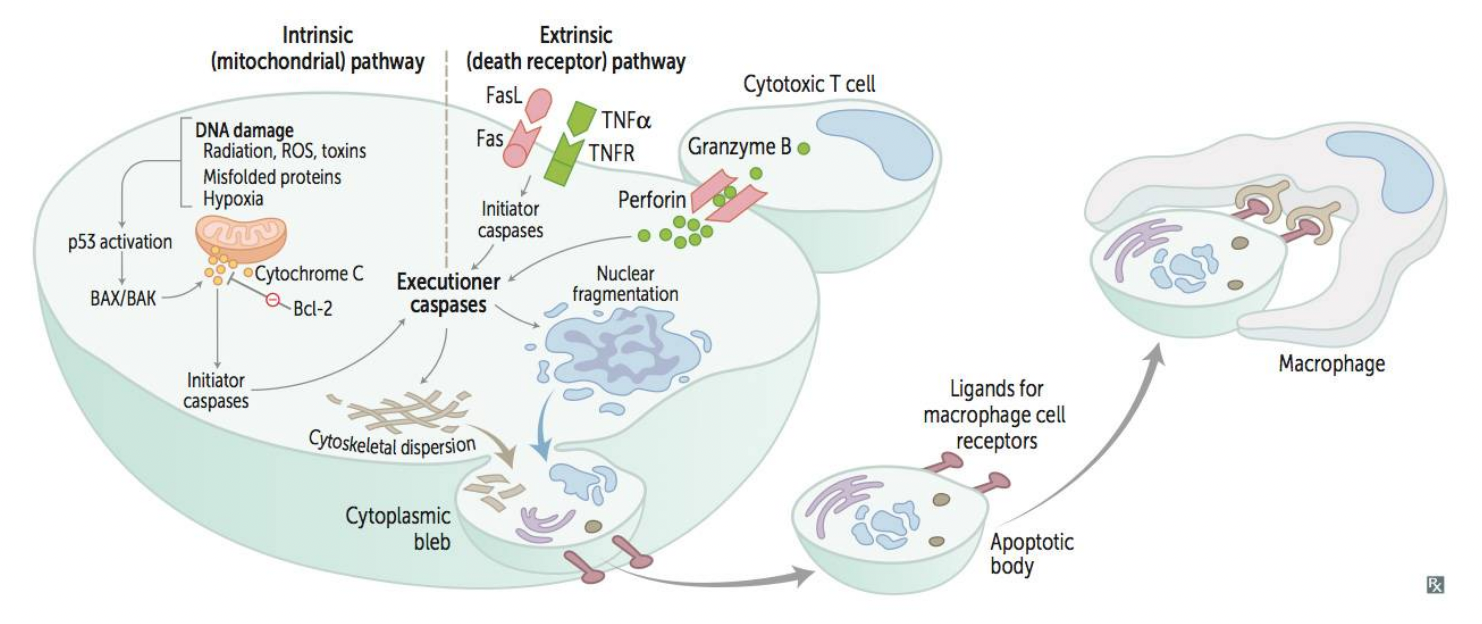 Intrinsic
(mitochondrial) pathway
Extrinsic
(death receptor) pathway
DNA damage
Radiation, ROS, toxins
Misfolded proteins
Hypoxia
p53 activation
BAX/BAK
Cytochrome C
Bcl-2
Initiator
caspases
FasL
Fas
TNFα
TNFR
Initiator
caspases
Cytotoxic T cell
Granzyme B
Perforin
Executioner
caspases
Nuclear
fragmentation
Cytoskeletal dispersion
Cytoplasmic
bleb
Ligands for
macrophage cell
receptors
Apoptotic
body
Macrophage
Rx